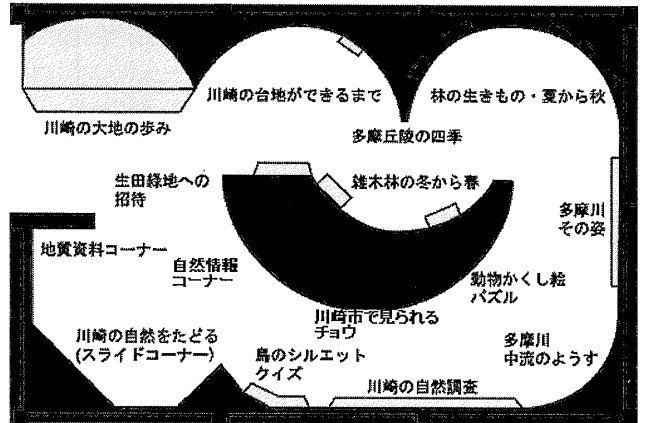 川崎の大地の歩み
川崎の台地ができるまで
林の生きもの・夏から秋
多摩丘陵の四季
生田緑地への
招待
雑木林の冬から春
多摩川
その姿
地質資料コーナー
自然情報
コーナー
動物かくし絵
パズル
川崎市で見られる
チョウ
川崎の自然をたどる
(スライドコーナー)
多摩川
中流のようす
鳥のシルエット
クイズ
川崎の自然調査